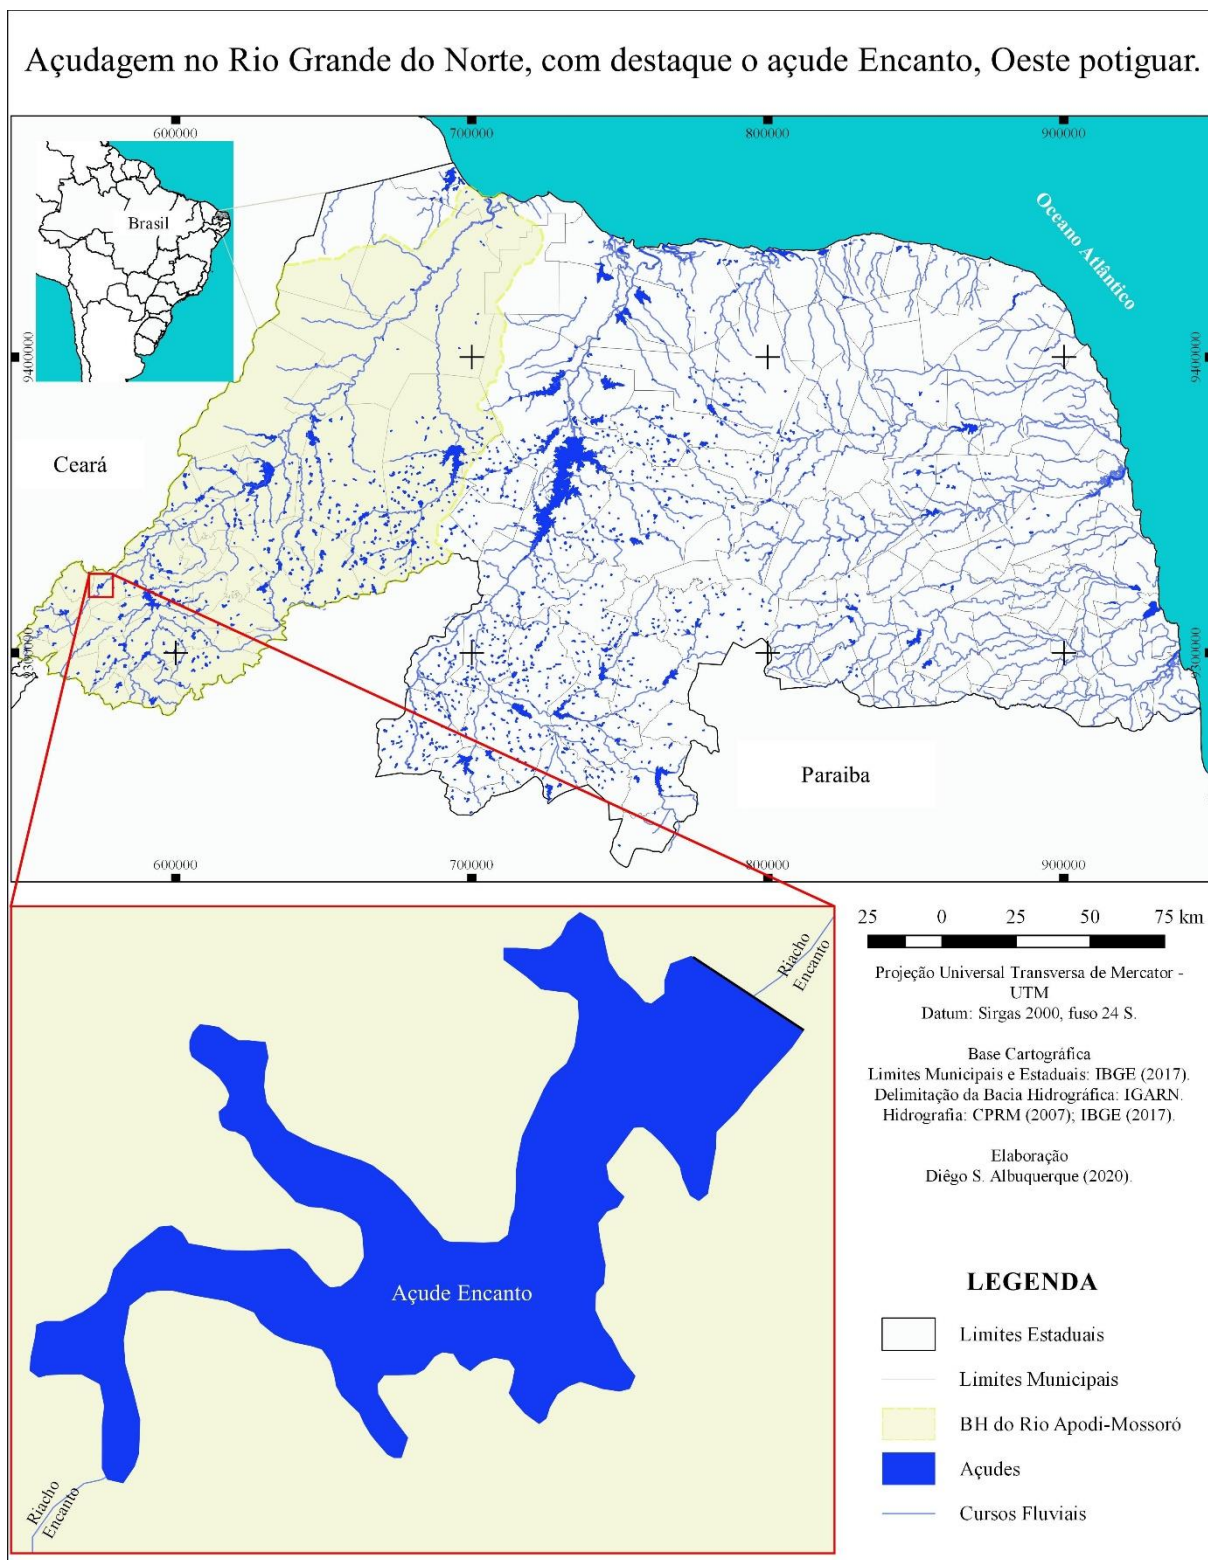 Açudagem no Rio Grande do Norte, com destaque o açude Encanto, Oeste potiguar.
600000
700000
800000
900000
Brasil
Oceano Atlântico
9400000
9400000
Ceará
9300000
9300000
Paraiba
600000
700000
800000
900000
25 0 25 50 75 km
Riacho
Encanto
Projeção Universal Transversa de Mercator -
UTM
Datum: Sirgas 2000, fuso 24 S.
Base Cartográfica
Limites Municipais e Estaduais: IBGE (2017).
Delimitação da Bacia Hidrográfica: IGARN.
Hidrografia: CPRM (2007); IBGE (2017).
Elaboração
Diêgo S. Albuquerque (2020).
Açude Encanto
Riacho
Encanto
LEGENDA
Limites Estaduais
Limites Municipais
BH do Rio Apodi-Mossoró
Açudes
Cursos Fluviais